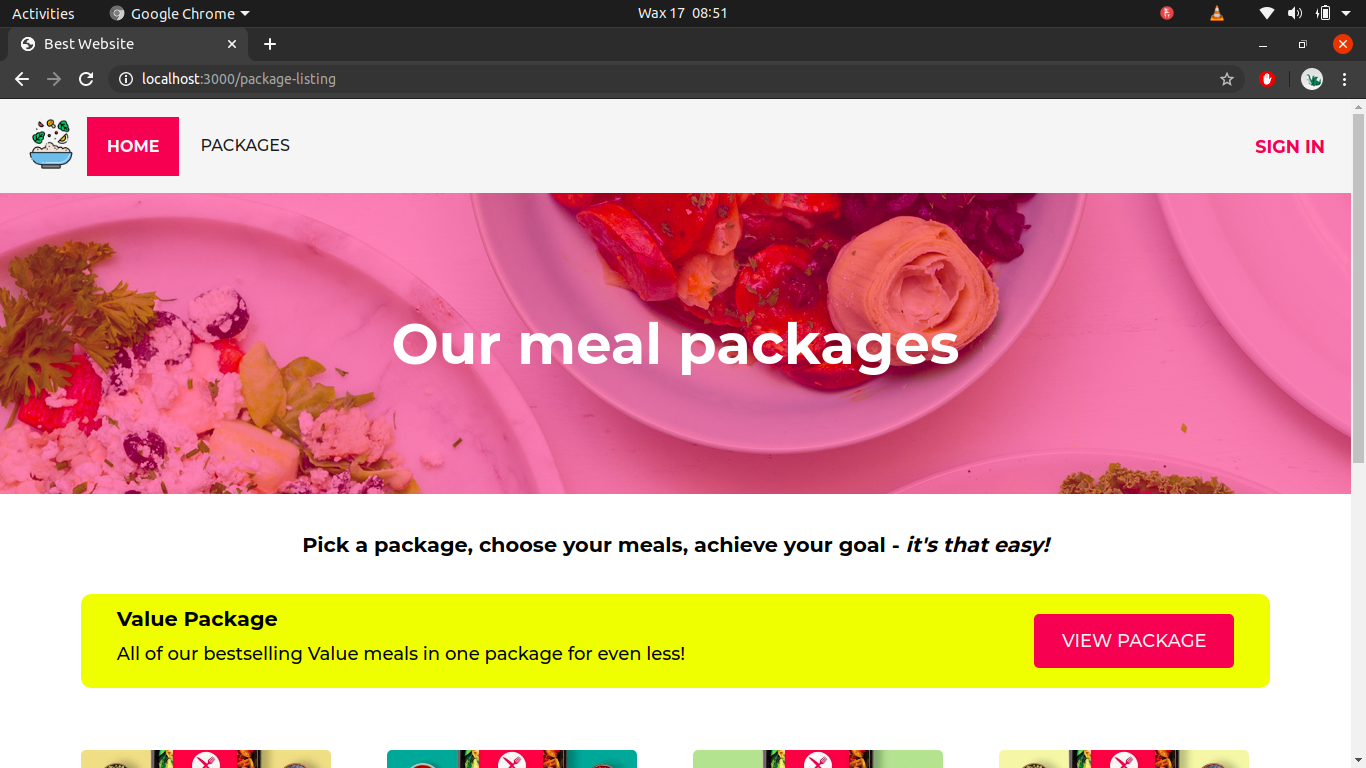 Activities
Google Chrome
Wax 17 08:51
Best Website
localhost:3000/package-listing
HOME
PACKAGES
SIGN IN
Our meal packages
Pick a package, choose your meals, achieve your goal - it's that easy!
Value Package
All of our bestselling Value meals in one package for even less!
VIEW PACKAGE